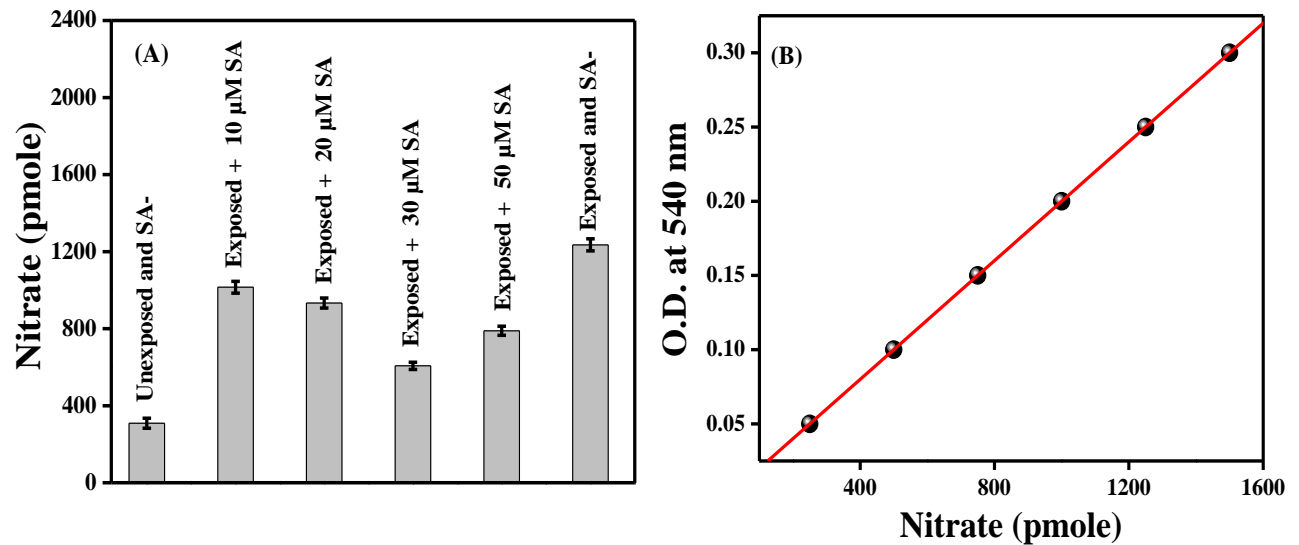 (A)
Nitrate (pmole)
2400
2000
1600
1200
800
400
0
Unexposed and SA-
Exposed + 10 µM SA
Exposed + 20 µM SA
Exposed + 30 µM SA
Exposed + 50 µM SA
Exposed and SA-
(B)
O.D. at 540 nm
0.30
0.25
0.20
0.15
0.10
0.05
400 800 1200 1600
Nitrate (pmole)